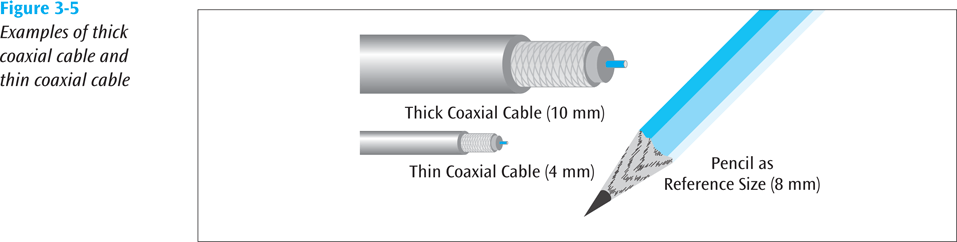 Figure 3-5
Examples of thick
coaxial cable and
thin coaxial cable
Thick Coaxial Cable (10 mm)
Thin Coaxial Cable (4 mm)
Pencil as
Reference Size (8 mm)